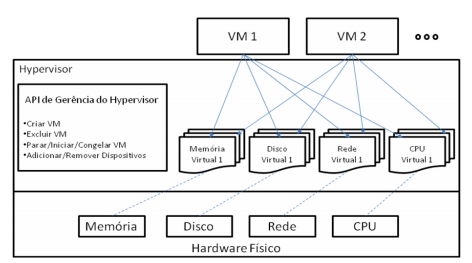 VM 1
VM 2
Hypervisor
API de Gerência do Hypervisor
•Criar VM
•Excluir VM
•Parar/Iniciar/Congelar VM
•Adicionar/Remover Dispositivos
Memória
Virtual 1
Disco
Virtual 1
Rede
Virtual 1
CPU
Virtual 1
Memória
Disco
Rede
CPU
Hardware Físico